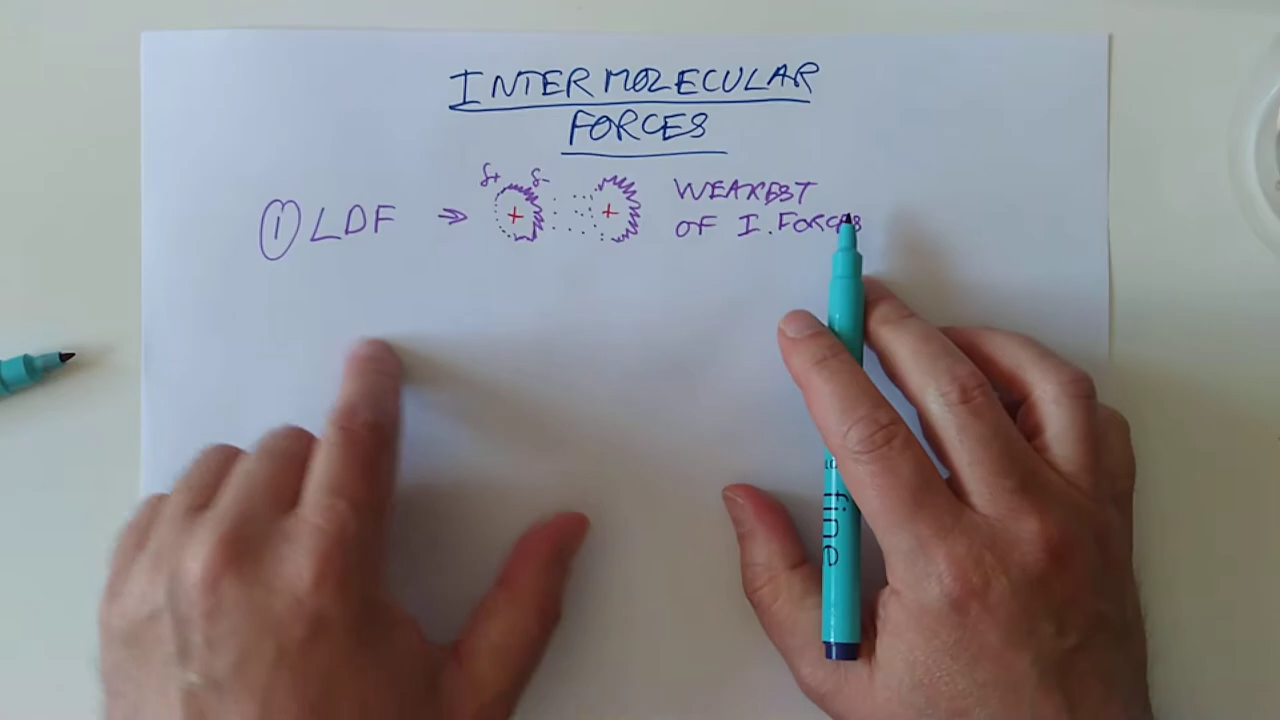 INTERMOLECULAR
FORCES
δ+ δ-
① LDF ⇒ + + WEAKEST
OF I. FORCES
fine